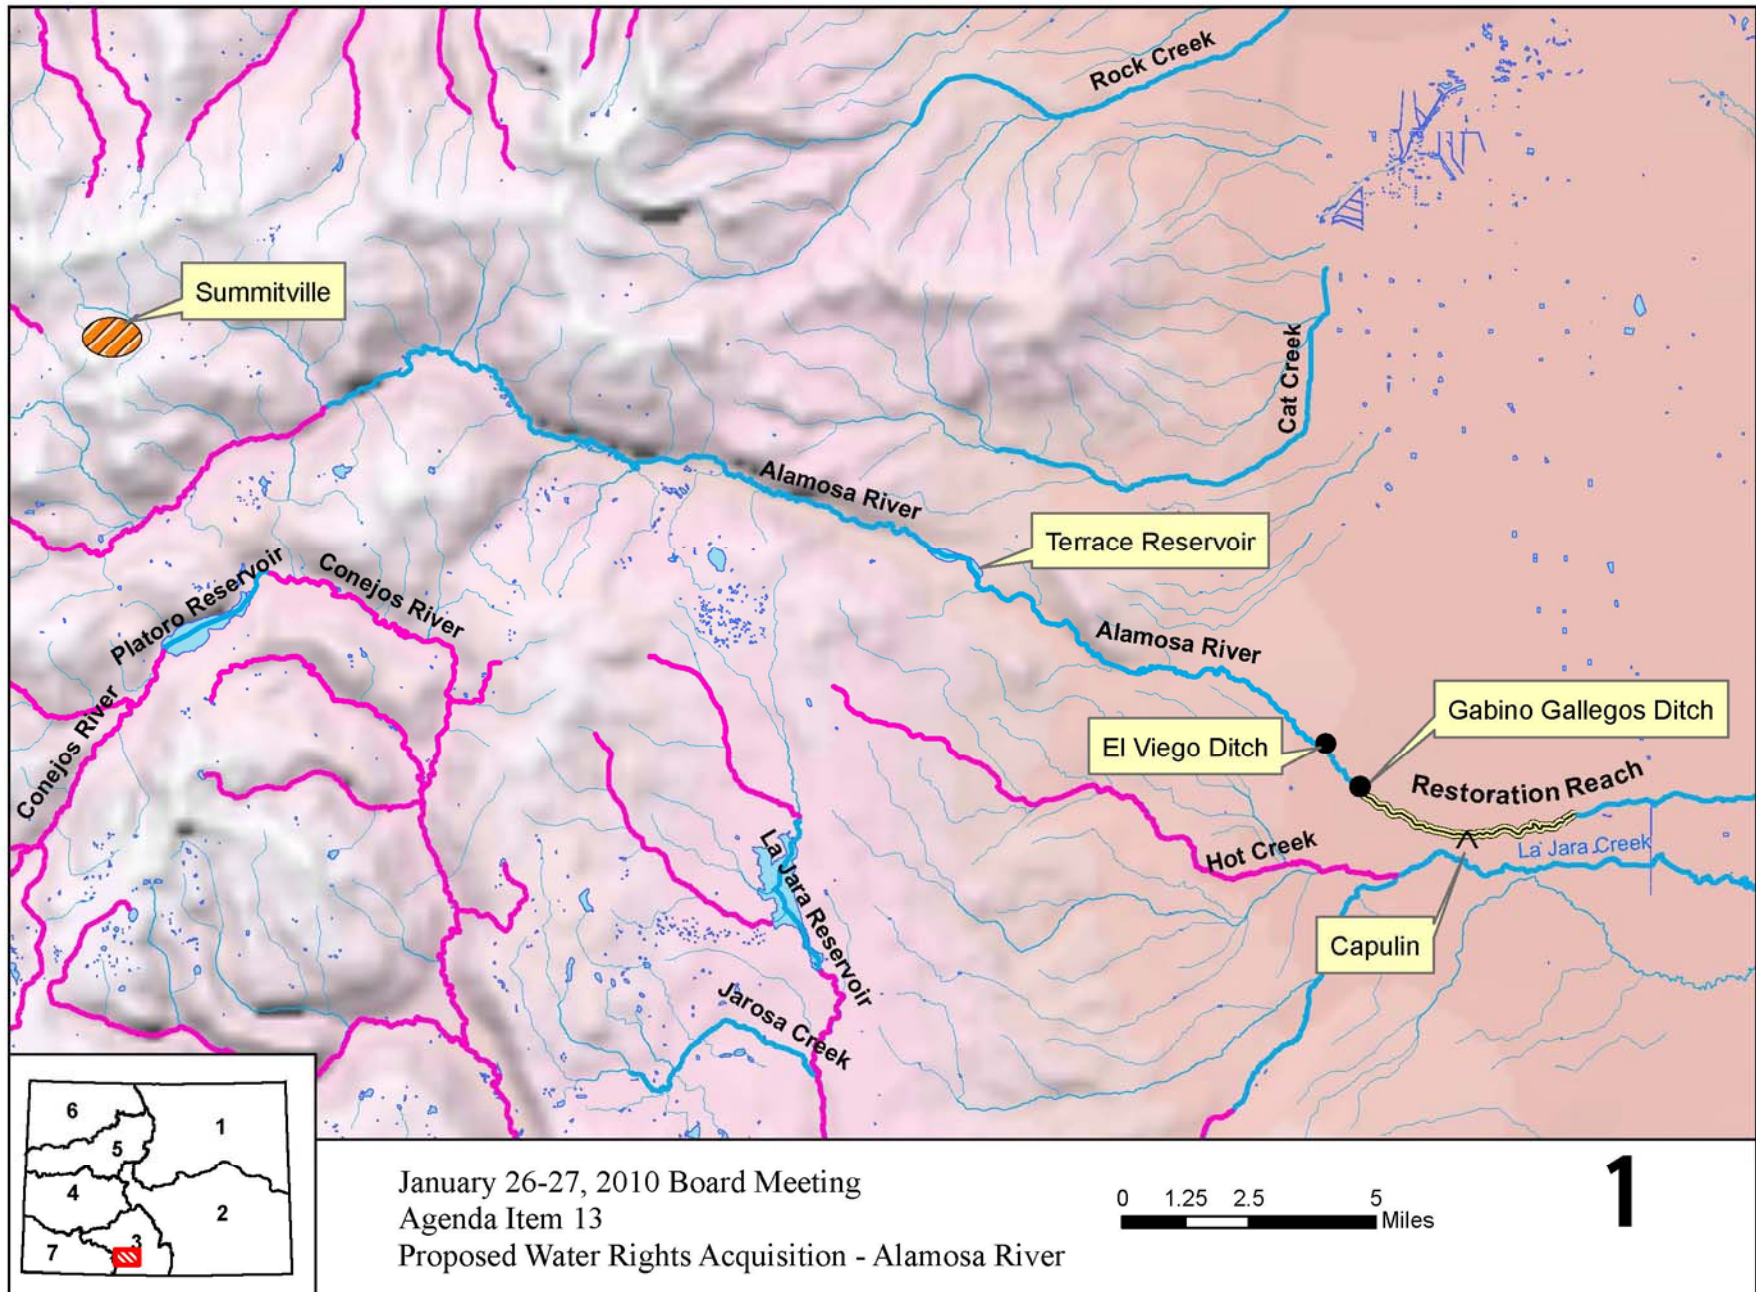 Rock Creek
Summitville
Cat Creek
Alamosa River
Terrace Reservoir
Platoro Reservoir
Conejos River
Alamosa River
Conejos River
Gabino Gallegos Ditch
El Viego Ditch
Restoration Reach
La Jara Creek
Hot Creek
La Jara Reservoir
Capulin
Jarosa Creek
6
1
5
4
2
3
7
January 26-27, 2010 Board Meeting
Agenda Item 13
Proposed Water Rights Acquisition - Alamosa River
0 1.25 2.5 5
Miles
1